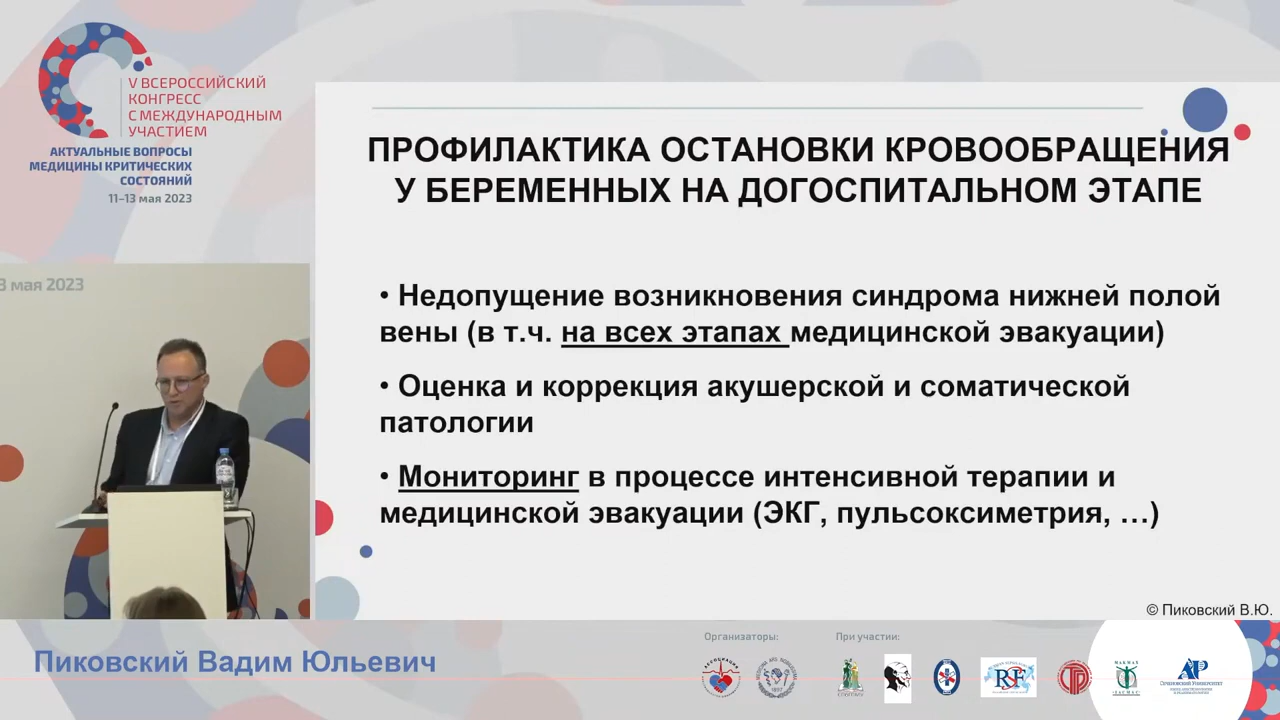 V ВСЕРОССИЙСКИЙ
КОНГРЕСС
С МЕЖДУНАРОДНЫМ
УЧАСТИЕМ
АКТУАЛЬНЫЕ ВОПРОСЫ
МЕДИЦИНЫ КРИТИЧЕСКИХ
СОСТОЯНИЙ
11–13 мая 2023
3 мая 2023
ПРОФИЛАКТИКА ОСТАНОВКИ КРОВООБРАЩЕНИЯ
У БЕРЕМЕННЫХ НА ДОГОСПИТАЛЬНОМ ЭТАПЕ
• Недопущение возникновения синдрома нижней полой
вены (в т.ч. на всех этапах медицинской эвакуации)
• Оценка и коррекция акушерской и соматической
патологии
• Мониторинг в процессе интенсивной терапии и
медицинской эвакуации (ЭКГ, пульсоксиметрия, …)
© Пиковский В.Ю.
Пиковский Вадим Юльевич
Организаторы:
При участии: